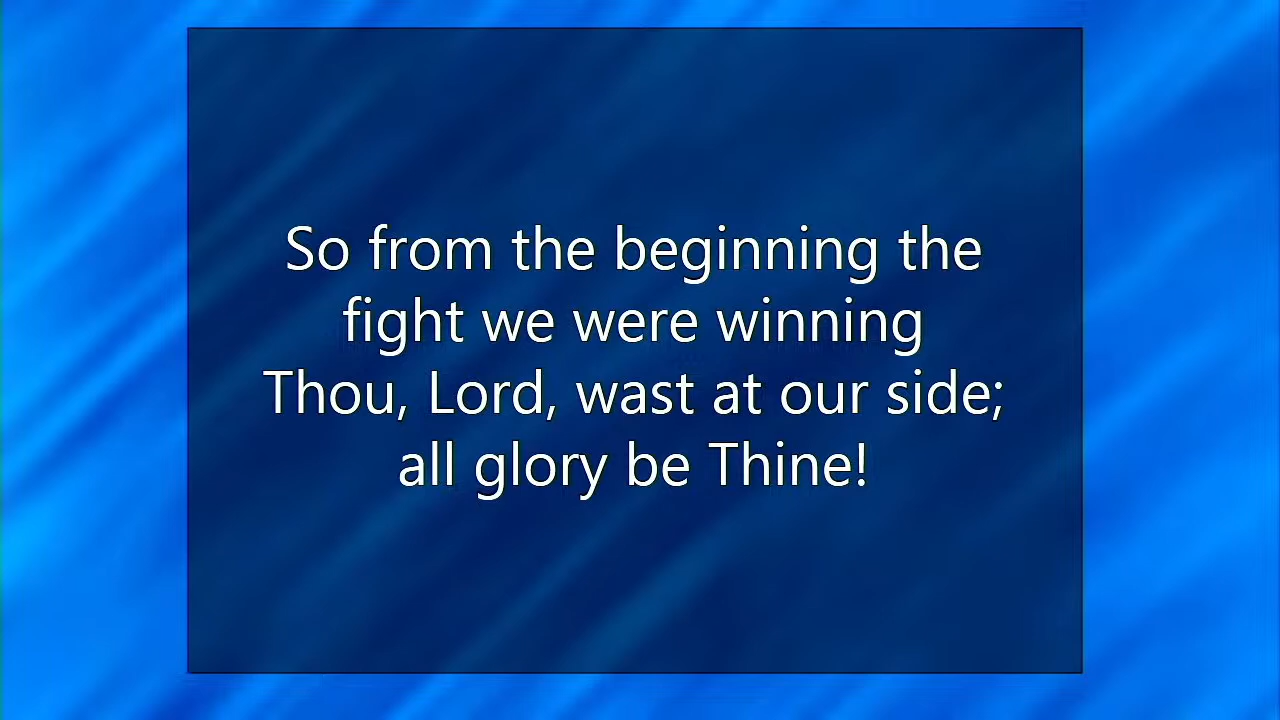 So from the beginning the
fight we were winning
Thou, Lord, wast at our side;
all glory be Thine!